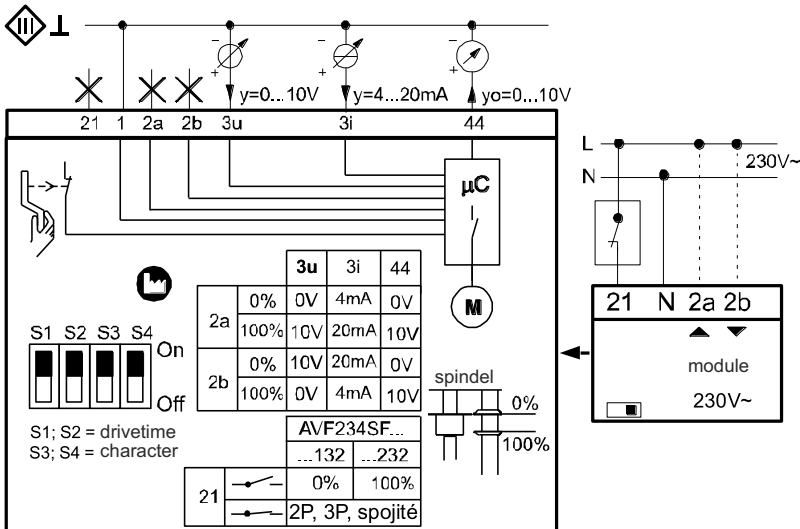 III
y=0...10V y=4...20mA yo=0...10V
21 1 2a 2b 3u 3i 44
L
N
230V~
µC
M
3u 3i 44
2a 0% 0V 4mA 0V
100% 10V 20mA 10V
2b 0% 10V 20mA 0V
100% 0V 4mA 10V
S1 S2 S3 S4
On
Off
S1; S2 = drivetime
S3; S4 = character
spindel
0%
100%
AVF234SF...
...132 ...232
21 0% 100%
2P, 3P, spojité
21 N 2a 2b
module
230V~